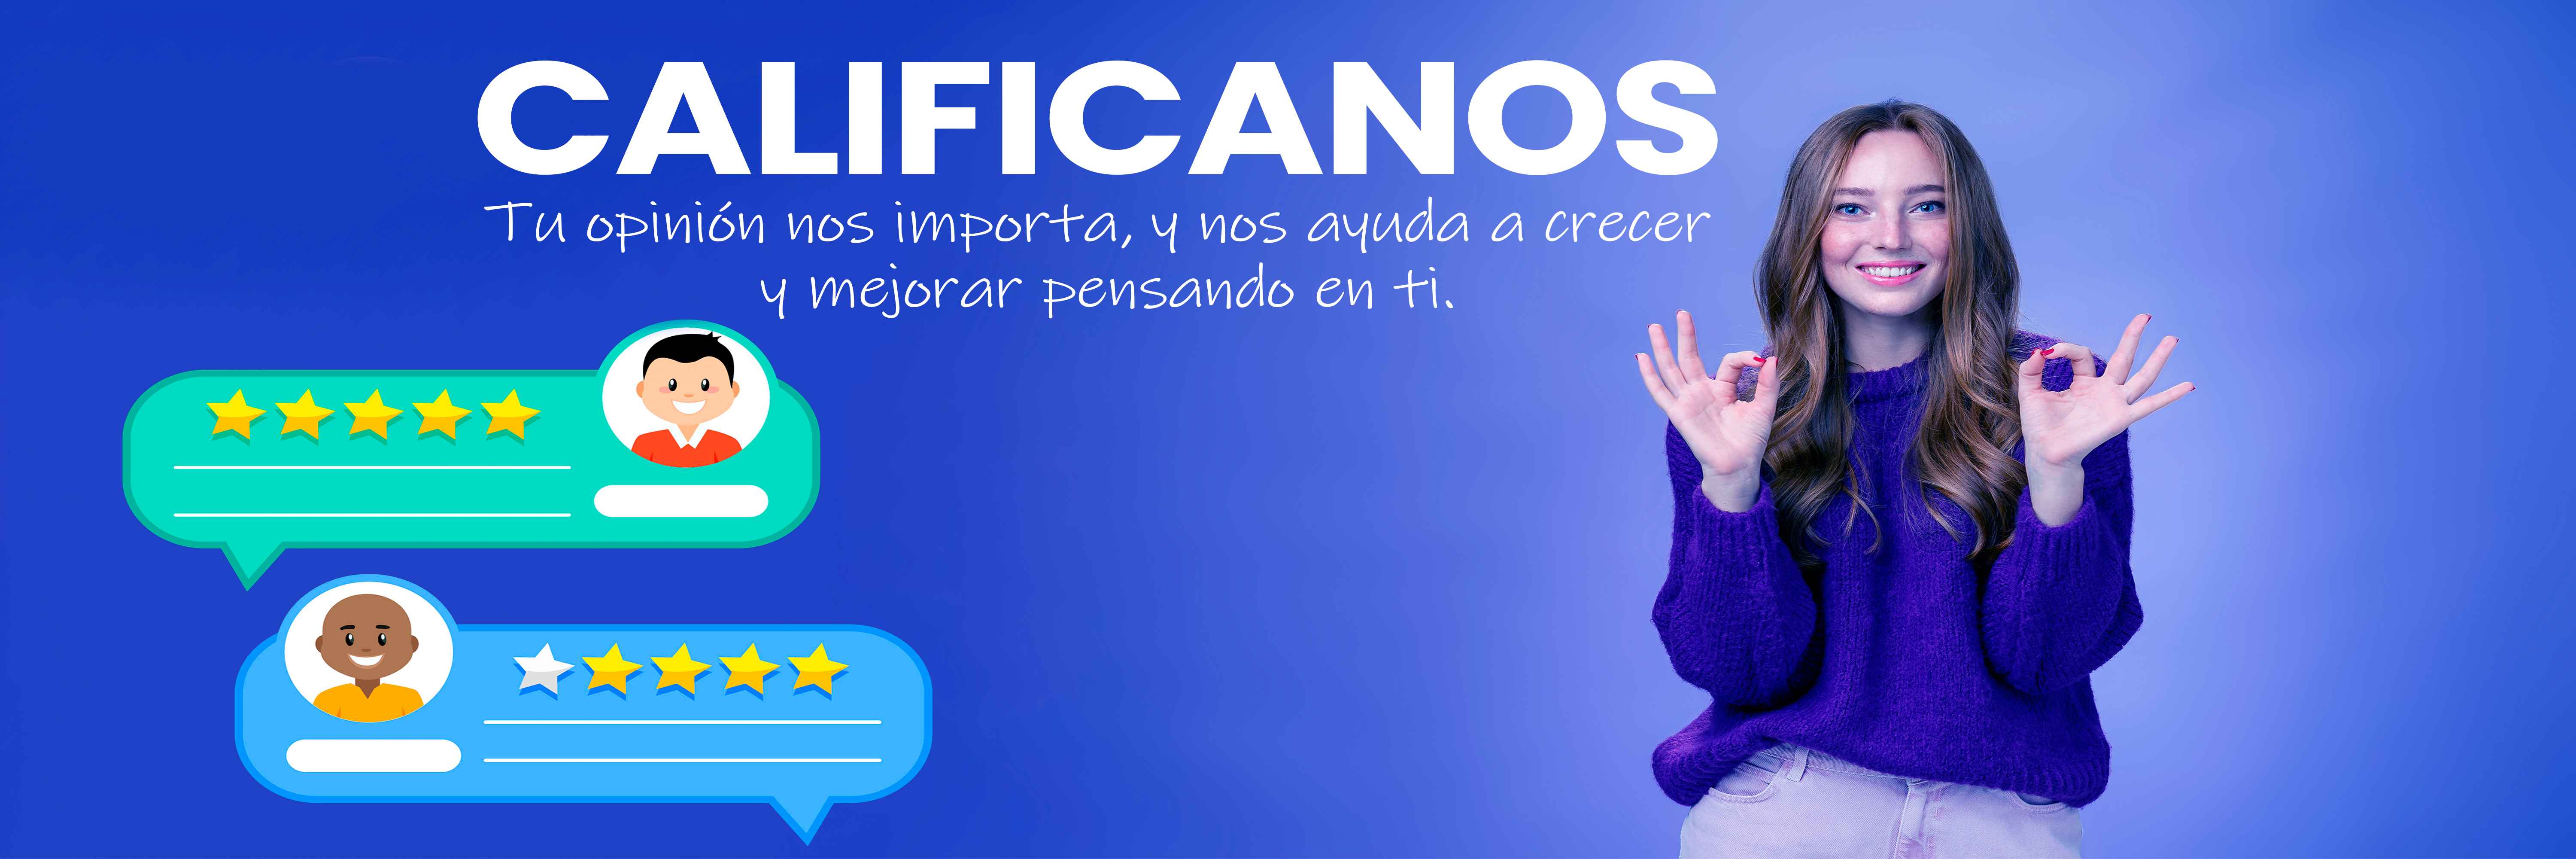 CALIFICANOS
Tu opinión nos importa, y nos ayuda a crecer
y mejorar pensando en ti.